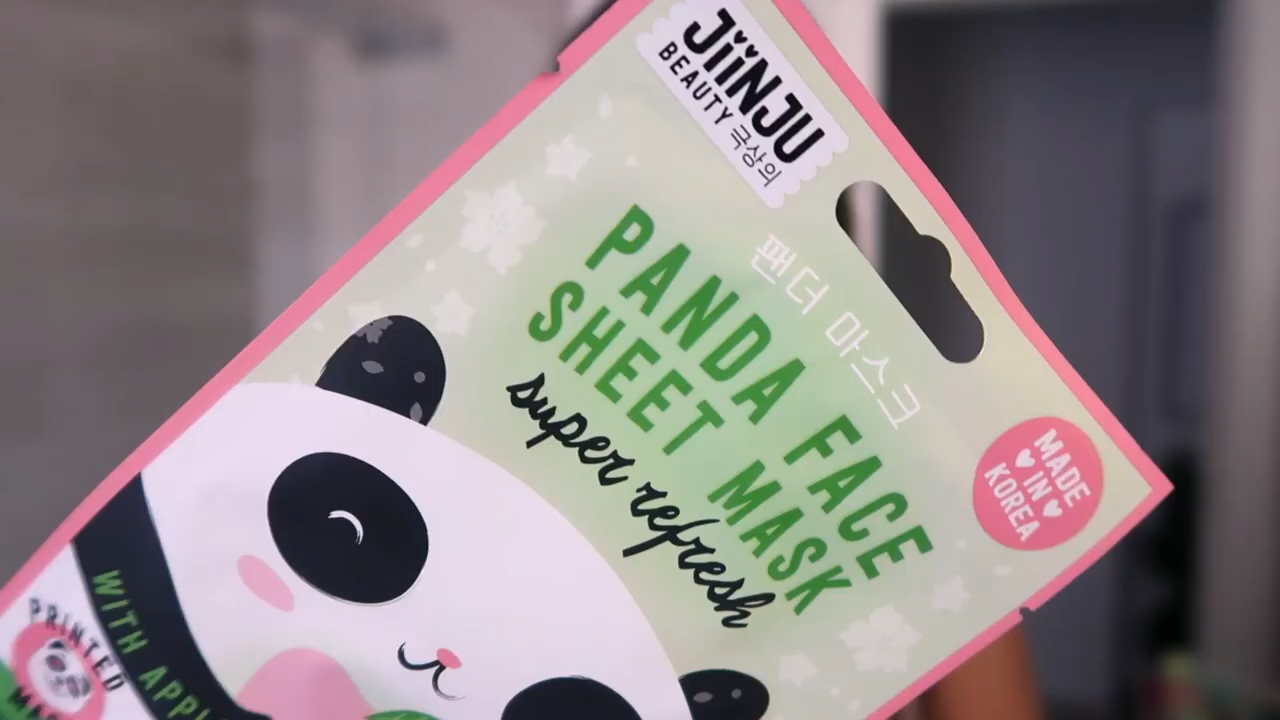 JiiNJU
BEAUTY 극상의
팬더 마스크
PANDA FACE
SHEET MASK
super refresh
MADE
IN
KOREA
WITH
PRINTED